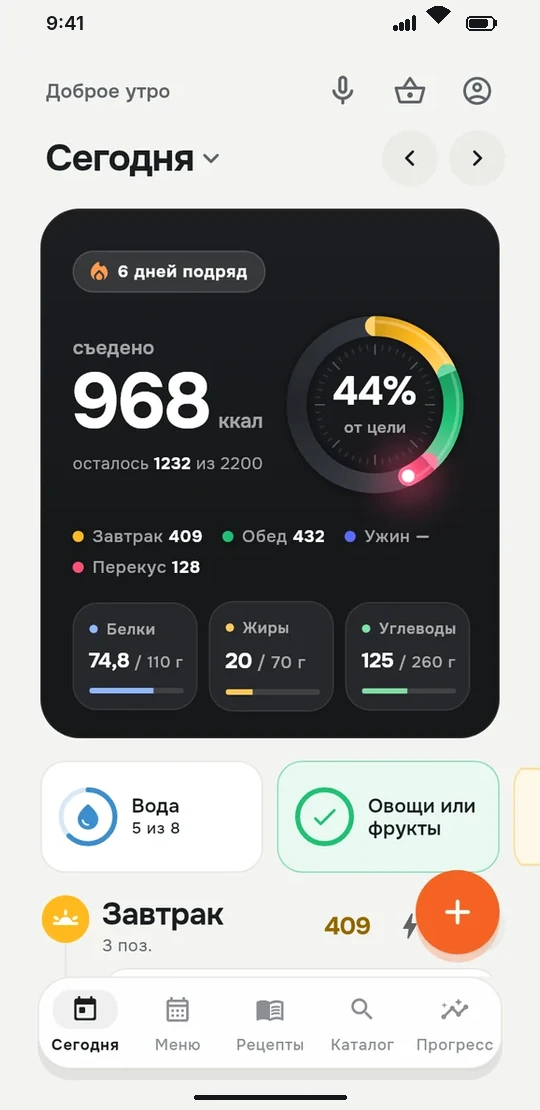 9:41
Доброе утро
Сегодня
6 дней подряд
съедено
968 ккал
осталось 1232 из 2200
44%
от цели
Завтрак 409 Обед 432 Ужин —
Перекус 128
Белки
74,8 / 110 г
Жиры
20 / 70 г
Углеводы
125 / 260 г
Вода
5 из 8
Овощи или
фрукты
Завтрак
3 поз.
409
Сегодня Меню Рецепты Каталог Прогресс